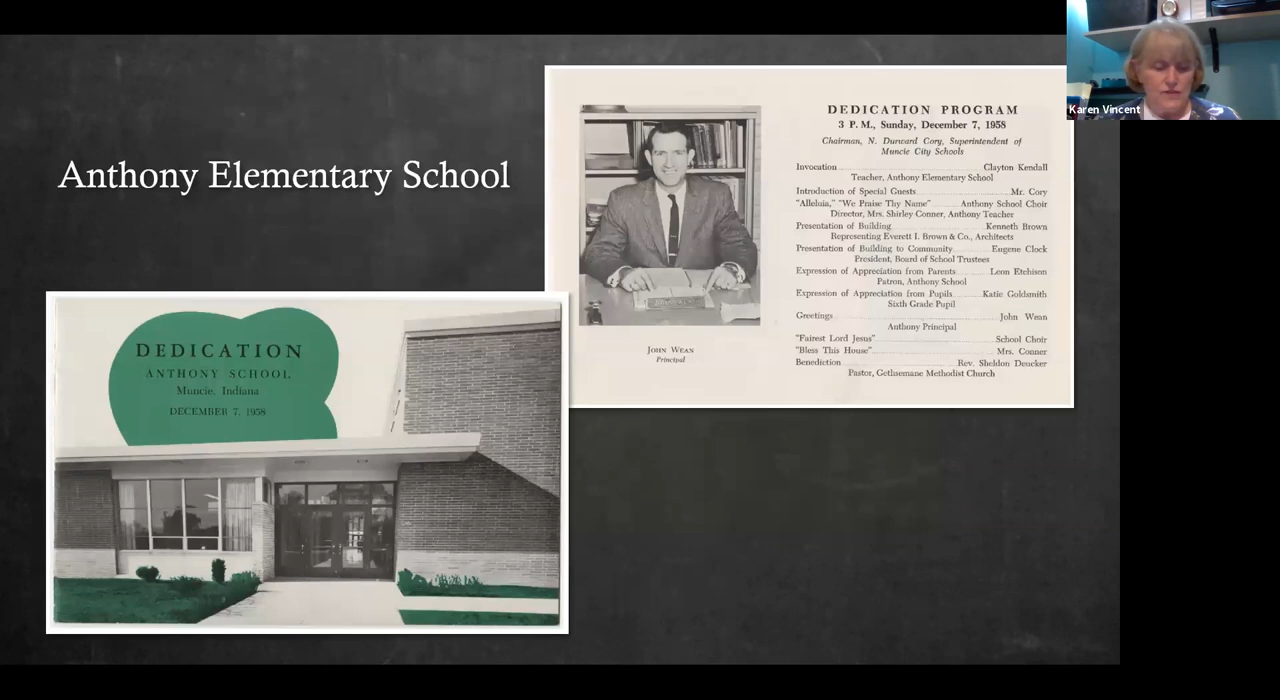 Karen Vincent
Anthony Elementary School
DEDICATION PROGRAM
3 P. M., Sunday, December 7, 1958
Chairman, N. Durward Cory, Superintendent of
Muncie City Schools
Invocation Clayton Kendall
Teacher, Anthony Elementary School
Introduction of Special Guests Mr. Cory
"Alleluia," "We Praise Thy Name" Anthony School Choir
Director, Mrs. Shirley Conner, Anthony Teacher
Presentation of Building Kenneth Brown
Representing Everett I. Brown & Co., Architects
Presentation of Building to Community Eugene Clock
President, Board of School Trustees
Expression of Appreciation from Parents Leon Etchison
Patron, Anthony School
Expression of Appreciation from Pupils Katie Goldsmith
Sixth Grade Pupil
Greetings John Wean
Anthony Principal
"Fairest Lord Jesus" School Choir
"Bless This House" Mrs. Conner
Benediction Rev. Sheldon Deucker
Pastor, Gethsemane Methodist Church
JOHN WEAN
Principal
DEDICATION
ANTHONY SCHOOL
Muncie, Indiana
DECEMBER 7, 1958